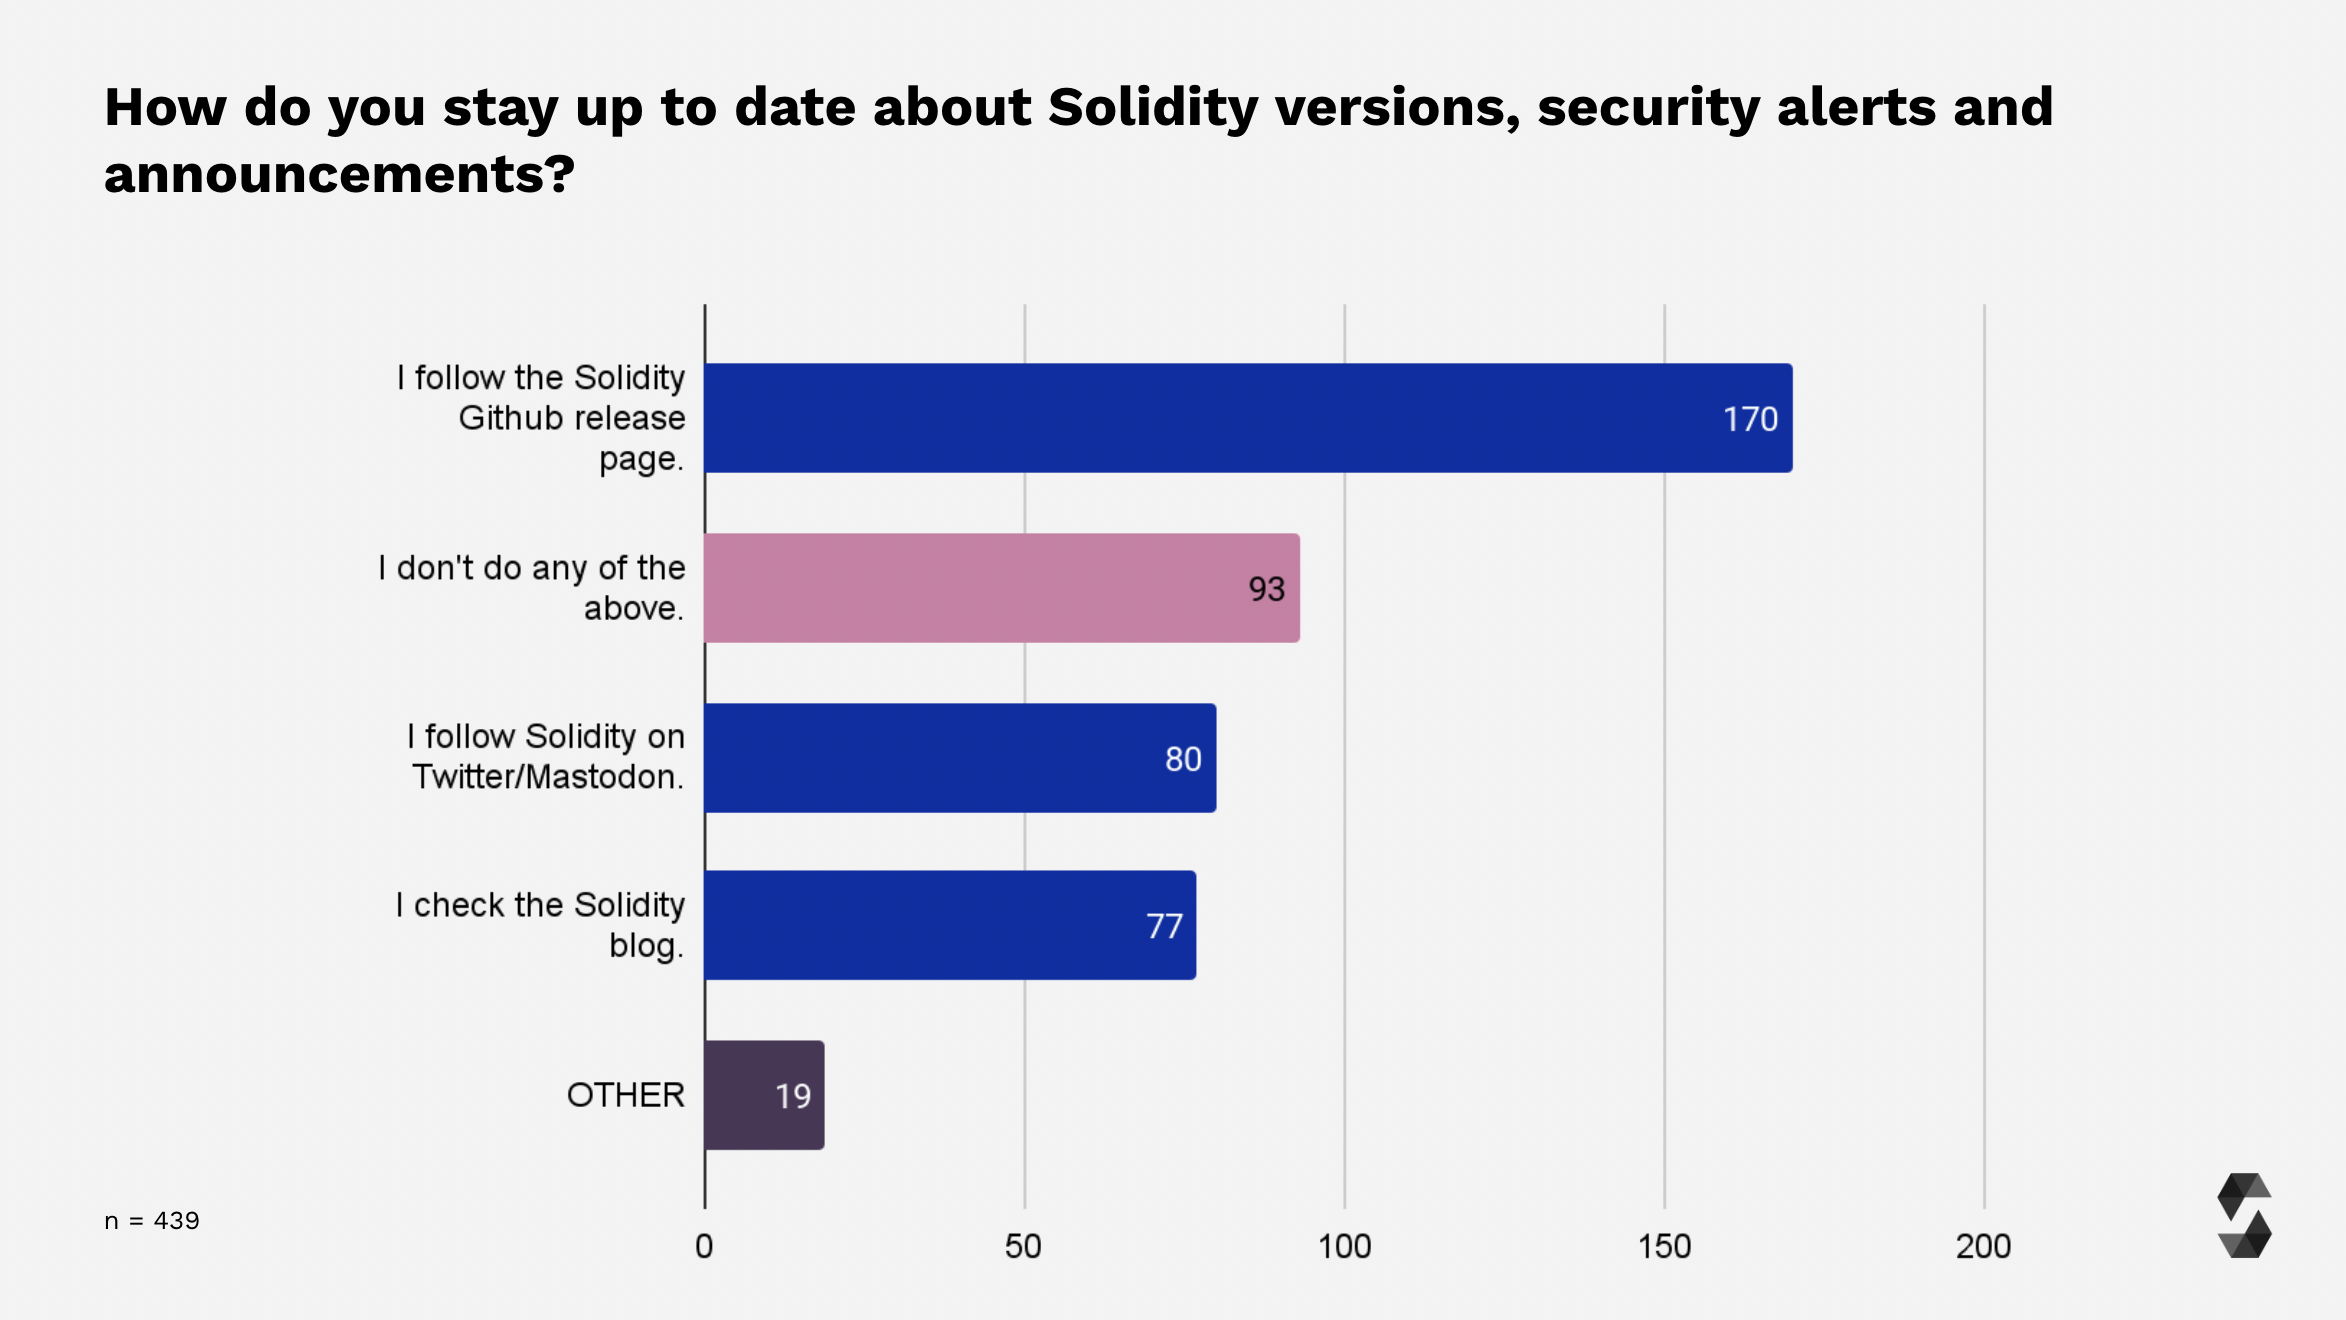 How do you stay up to date about Solidity versions, security alerts and
announcements?
I follow the Solidity
Github release
page.
170
I don't do any of the
above.
93
I follow Solidity on
Twitter/Mastodon.
80
I check the Solidity
blog.
77
OTHER
19
n = 439
0
50
100
150
200